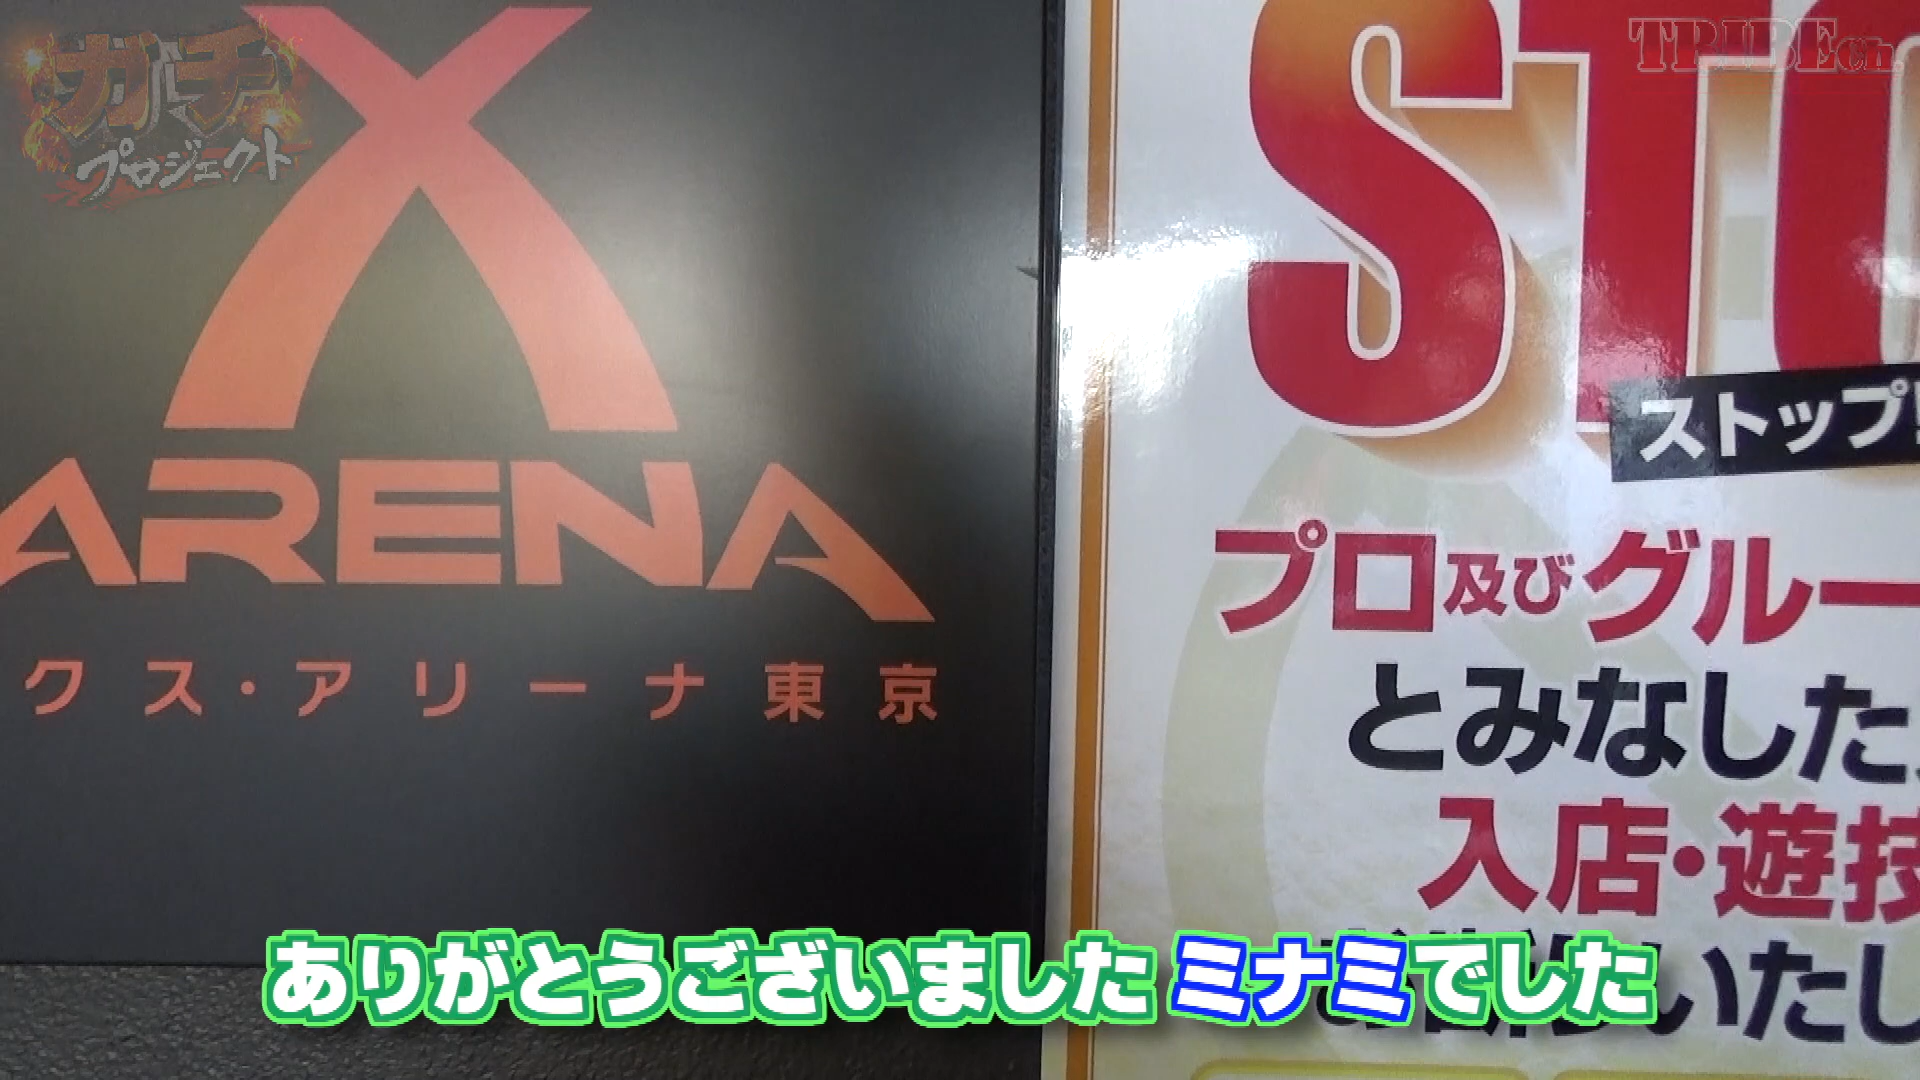 ガチ
プロジェクト
TRIBEch.
X
ARENA
クス・アリーナ東京
STO
ストップ!
プロ及びグルー
とみなした
入店・遊技
いたし
ありがとうございました ミナミでした